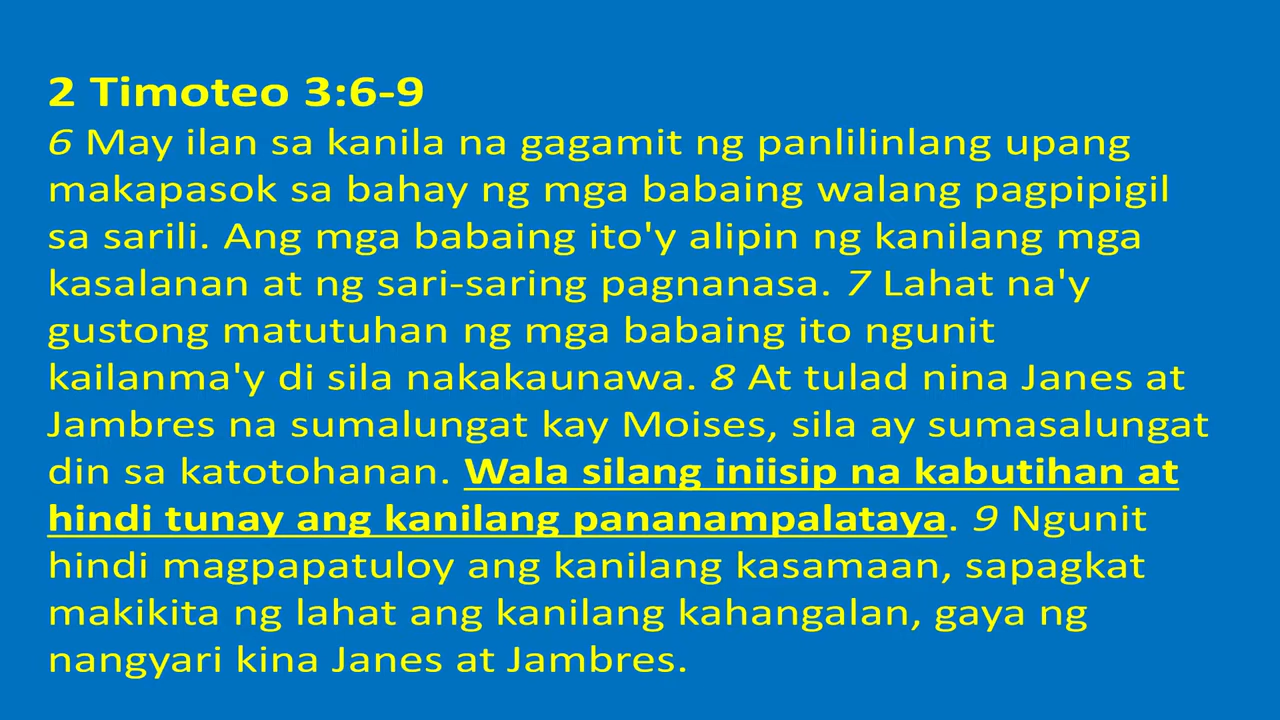 2 Timoteo 3:6-9
6 May ilan sa kanila na gagamit ng panlilinlang upang
makapasok sa bahay ng mga babaing walang pagpipigil
sa sarili. Ang mga babaing ito'y alipin ng kanilang mga
kasalanan at ng sari-saring pagnanasa. 7 Lahat na'y
gustong matutuhan ng mga babaing ito ngunit
kailanma'y di sila nakakaunawa. 8 At tulad nina Janes at
Jambres na sumalungat kay Moises, sila ay sumasalungat
din sa katotohanan. Wala silang iniisip na kabutihan at
hindi tunay ang kanilang pananampalataya. 9 Ngunit
hindi magpapatuloy ang kanilang kasamaan, sapagkat
makikita ng lahat ang kanilang kahangalan, gaya ng
nangyari kina Janes at Jambres.